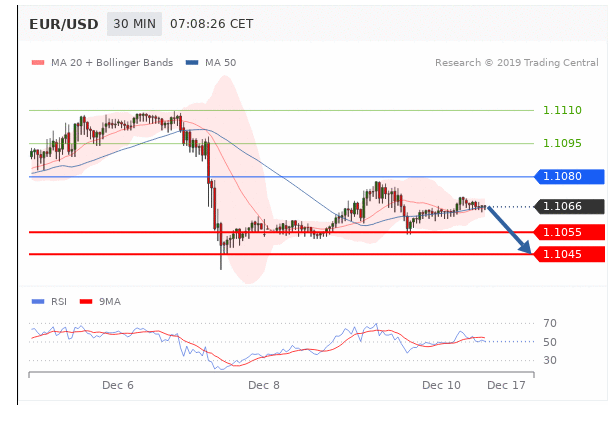 EUR/USD 30 MIN 07:08:26 CET
MA 20 + Bollinger Bands MA 50 Research © 2019 Trading Central
1.1110
1.1095
1.1080
1.1066
1.1055
1.1045
RSI 9MA
70
50
30
Dec 6 Dec 8 Dec 10 Dec 17